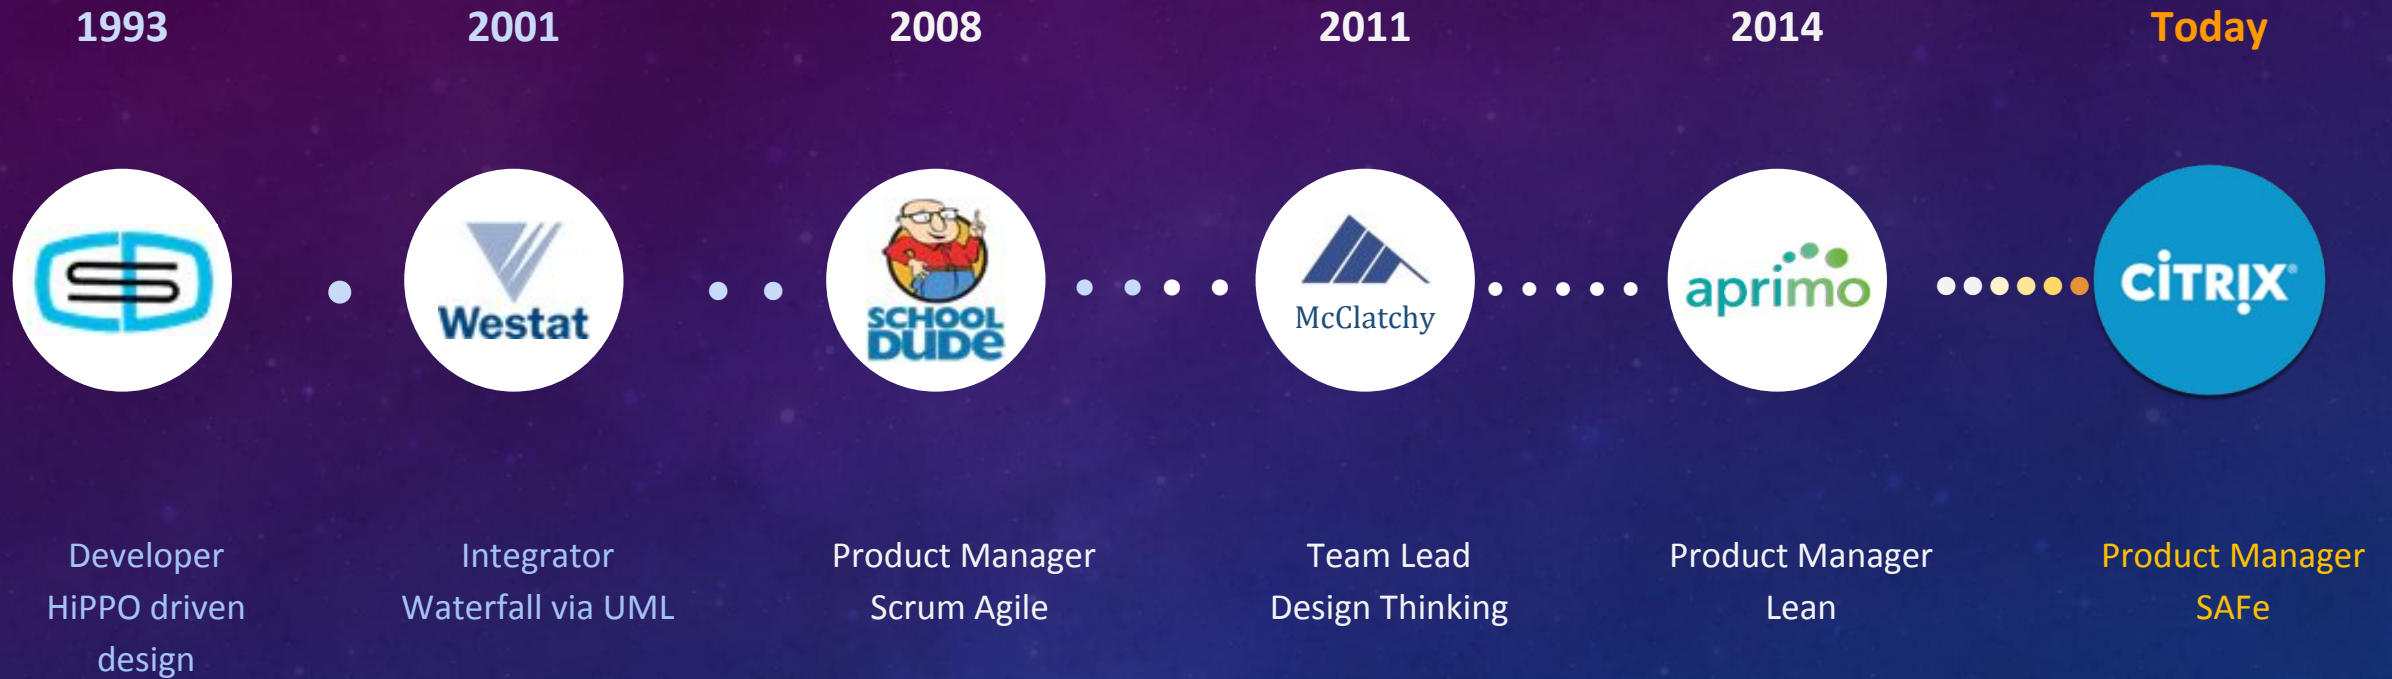 1993
2001
2008
2011
2014
Today
CSD
Westat
SCHOOL
DUDE
McClatchy
aprimo
CITRIX®
Developer
HiPPO driven
design
Integrator
Waterfall via UML
Product Manager
Scrum Agile
Team Lead
Design Thinking
Product Manager
Lean
Product Manager
SAFe